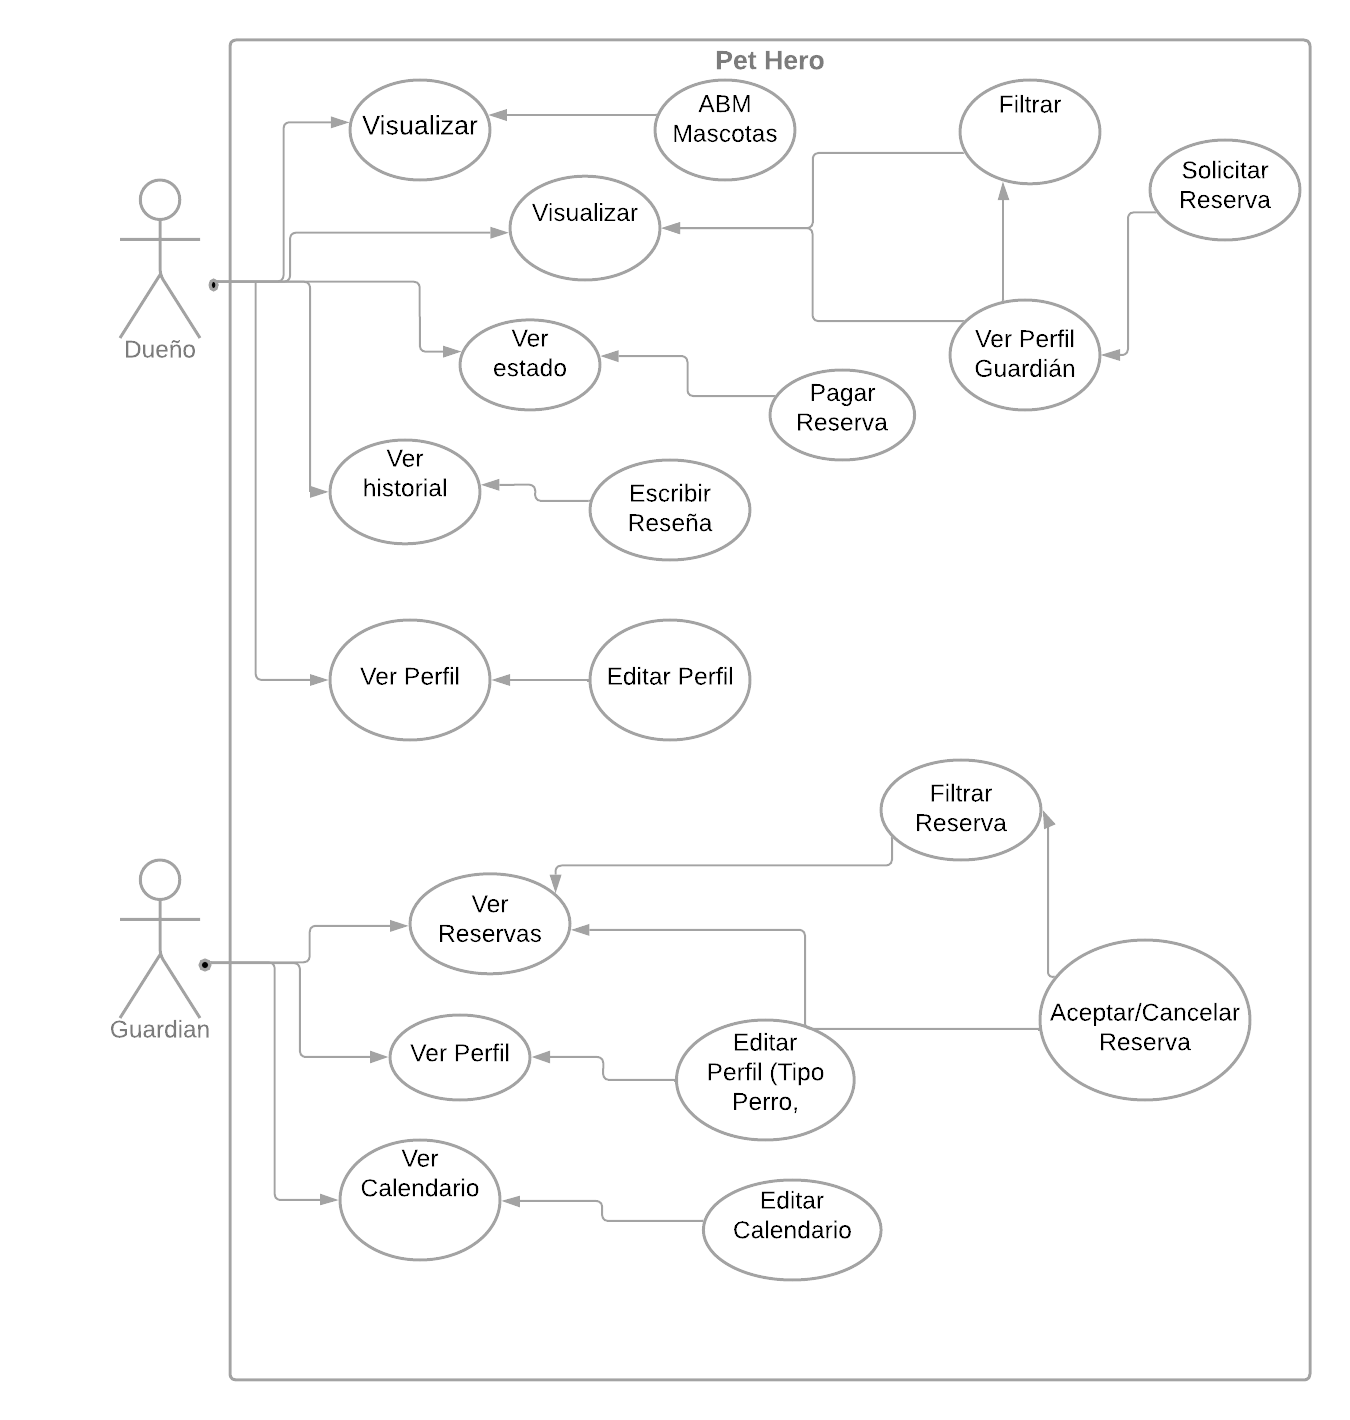 Pet Hero
Visualizar
ABM
Mascotas
Filtrar
Solicitar
Reserva
Visualizar
Dueño
Ver
estado
Ver Perfil
Guardián
Pagar
Reserva
Ver
historial
Escribir
Reseña
Ver Perfil
Editar Perfil
Filtrar
Reserva
Ver
Reservas
Guardian
Aceptar/Cancelar
Reserva
Ver Perfil
Editar
Perfil (Tipo
Perro,
Ver
Calendario
Editar
Calendario